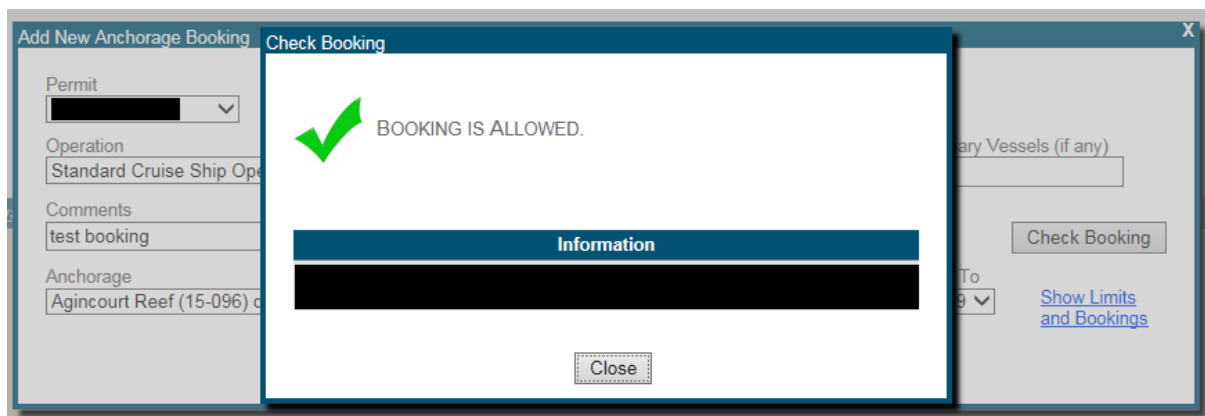 Add New Anchorage Booking
X
Check Booking
Permit
BOOKING IS ALLOWED.
Operation
ary Vessels (if any)
Standard Cruise Ship Ope
Comments
test booking
Information
Check Booking
Anchorage
To
Agincourt Reef (15-096) c
9
Show Limits
and Bookings
Close